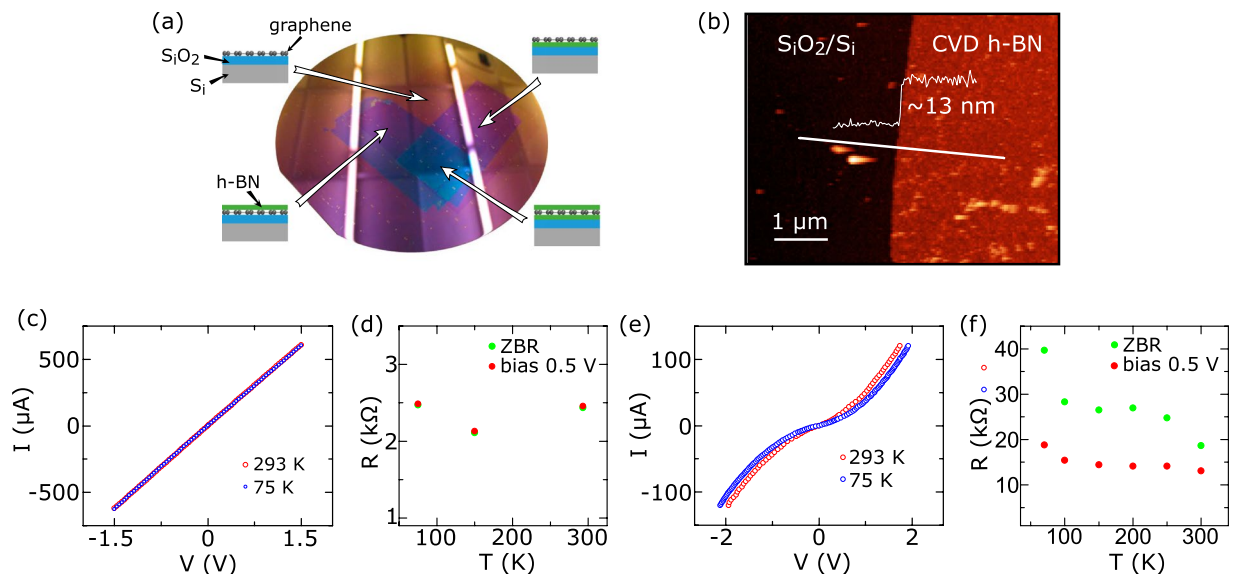 (a)
graphene
SiO2
Si
h-BN
(b)
SiO2/Si
CVD h-BN
~13 nm
1 μm
(c)
I (μA)
500
0
-500
293 K
75 K
-1.5
0
1.5
V (V)
(d)
R (kΩ)
3
2
1
ZBR
bias 0.5 V
100
200
300
T (K)
(e)
I (μA)
100
0
-100
293 K
75 K
-2
0
2
V (V)
(f)
R (kΩ)
40
30
20
10
0
ZBR
bias 0.5 V
100
200
300
T (K)